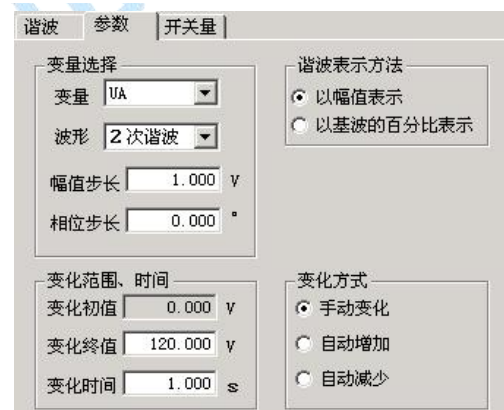 谐波 参数 开关量
变量选择
变量 UA
波形 2次谐波
幅值步长 1.000 V
相位步长 0.000 °
谐波表示方法
以幅值表示
以基波的百分比表示
变化范围、时间
变化初值 0.000 V
变化终值 120.000 V
变化时间 1.000 s
变化方式
手动变化
自动增加
自动减少